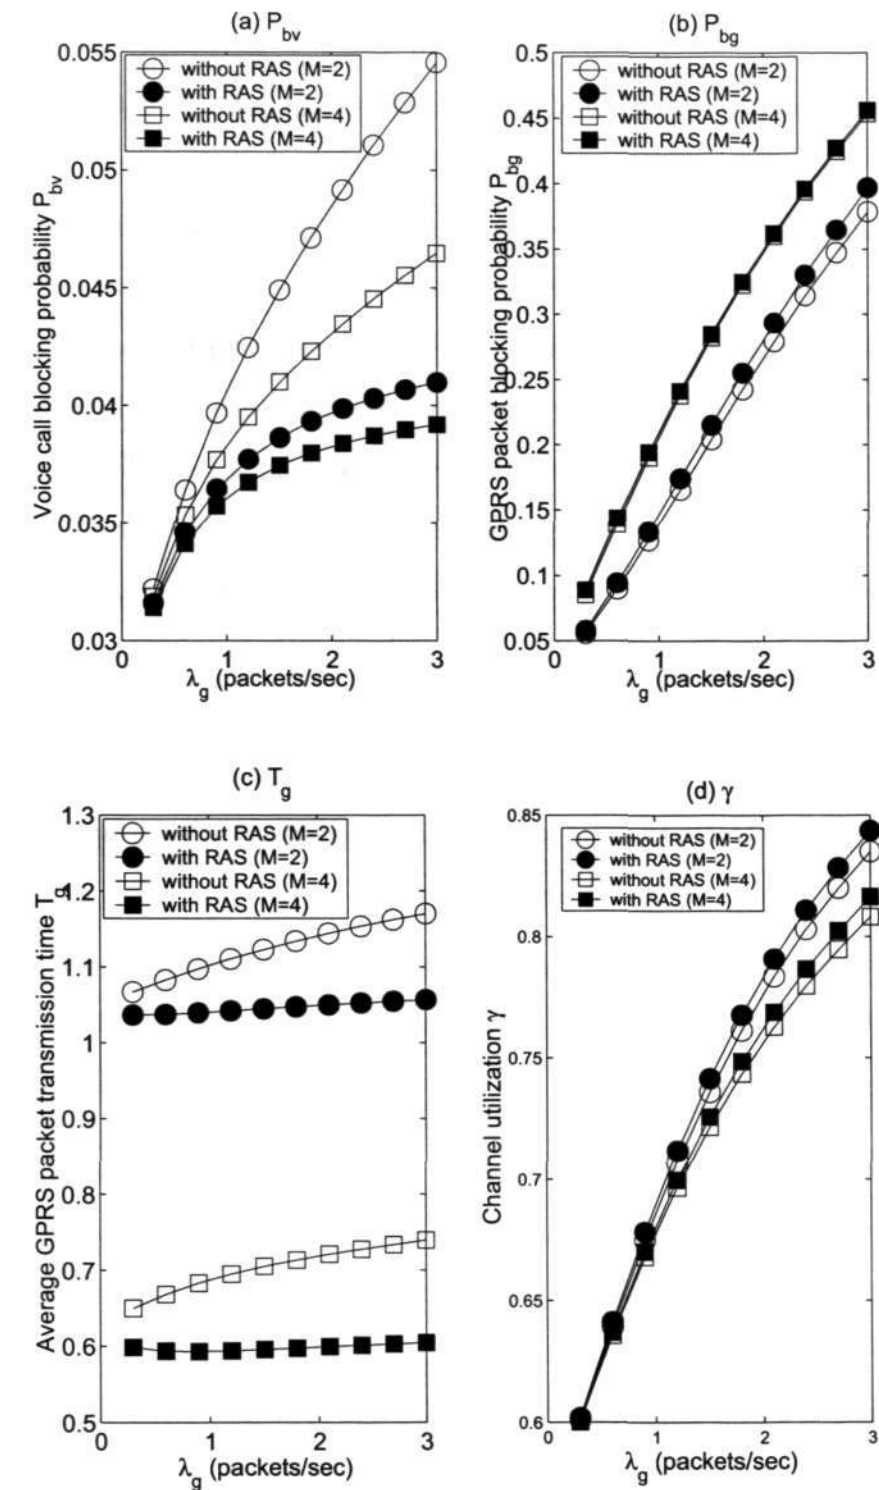 (a) P_bv
0.055
0.05
0.045
0.04
0.035
0.03
0 1 2 3
Voice call blocking probability P_bv
λ_g (packets/sec)
without RAS (M=2)
with RAS (M=2)
without RAS (M=4)
with RAS (M=4)
(b) P_bg
0.5
0.45
0.4
0.35
0.3
0.25
0.2
0.15
0.1
0.05
0 1 2 3
GPRS packet blocking probability P_bg
λ_g (packets/sec)
without RAS (M=2)
with RAS (M=2)
without RAS (M=4)
with RAS (M=4)
(c) T_g
1.3
1.2
1.1
1
0.9
0.8
0.7
0.6
0.5
0 1 2 3
Average GPRS packet transmission time T_g
λ_g (packets/sec)
without RAS (M=2)
with RAS (M=2)
without RAS (M=4)
with RAS (M=4)
(d) γ
0.85
0.8
0.75
0.7
0.65
0.6
0 1 2 3
Channel utilization γ
λ_g (packets/sec)
without RAS (M=2)
with RAS (M=2)
without RAS (M=4)
with RAS (M=4)